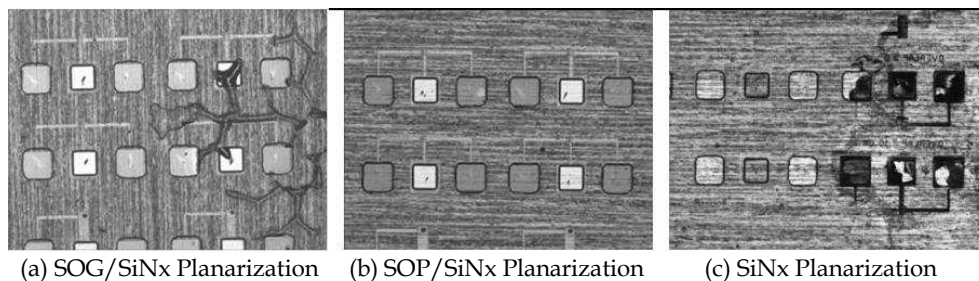 (a) SOG/SiNx Planarization
(b) SOP/SiNx Planarization
(c) SiNx Planarization